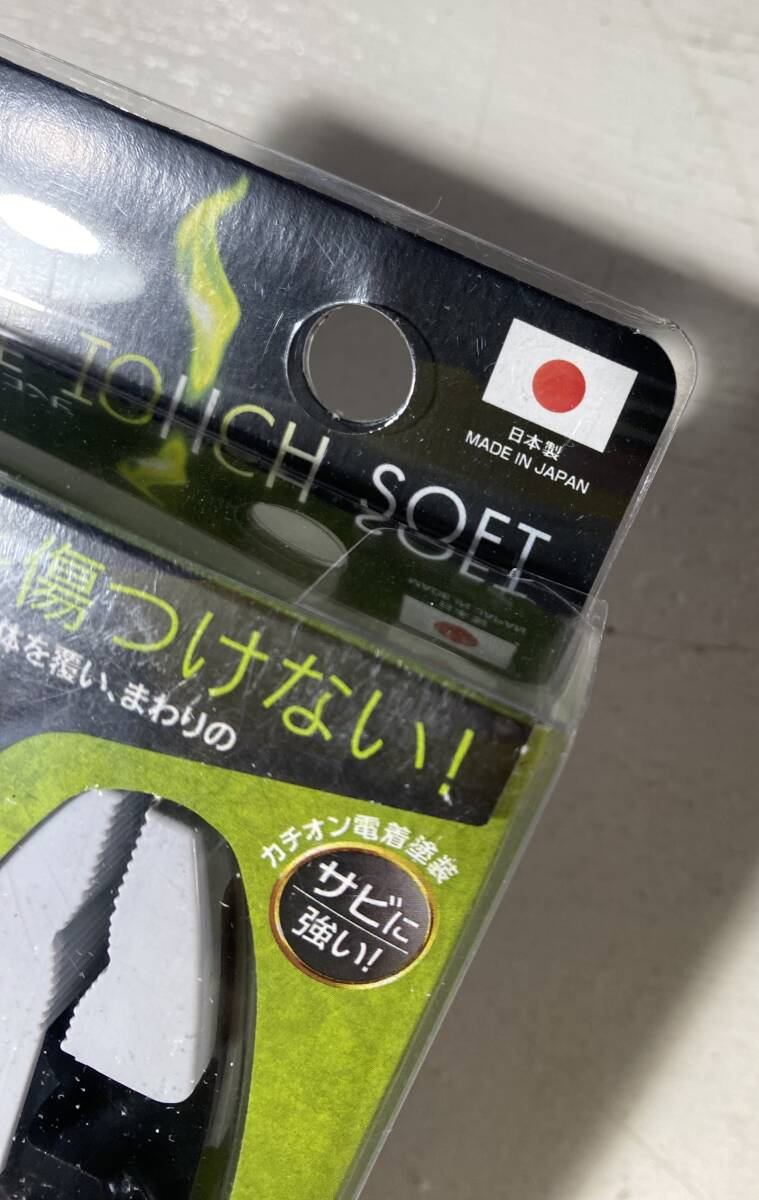 TOUCH SOFT
日本製
MADE IN JAPAN
傷つけない!
体を覆い、まわりの
カチオン電着塗装
サビに
強い!